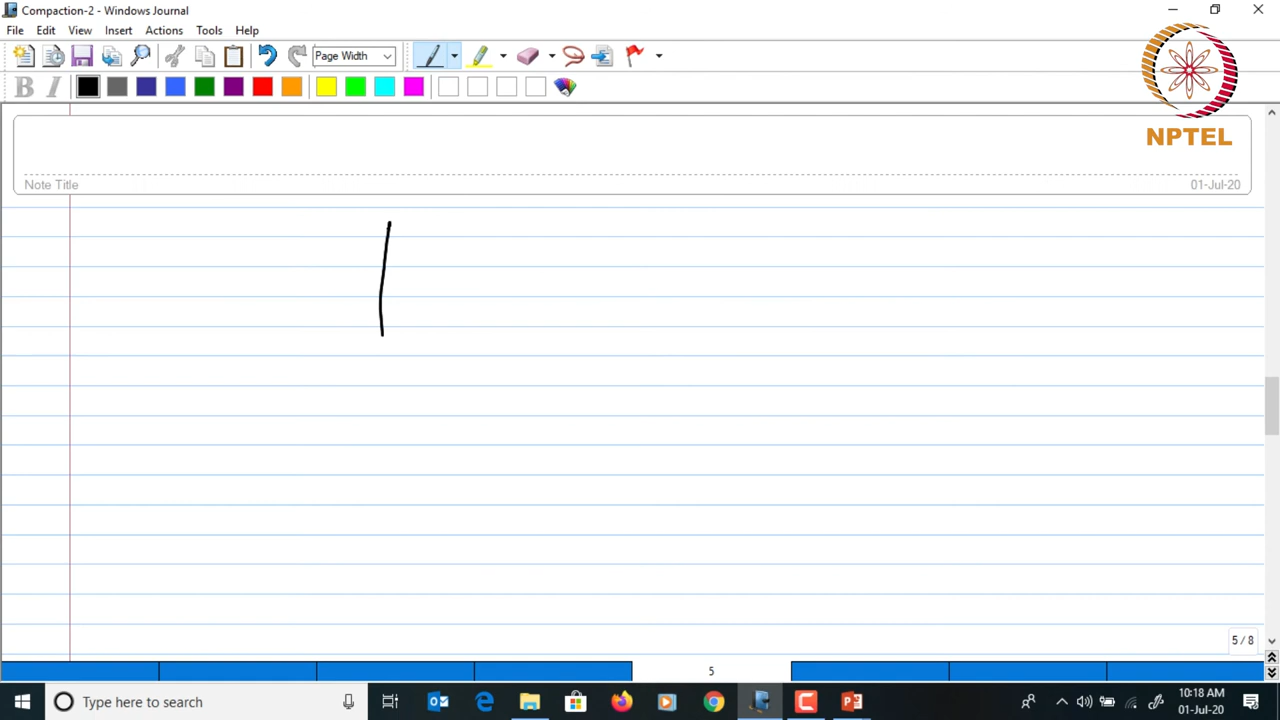 Compaction-2 - Windows Journal
File Edit View Insert Actions Tools Help
Page Width
B I
NPTEL
Note Title
01-Jul-20
5 / 8
5
Type here to search
10:18 AM
01-Jul-20